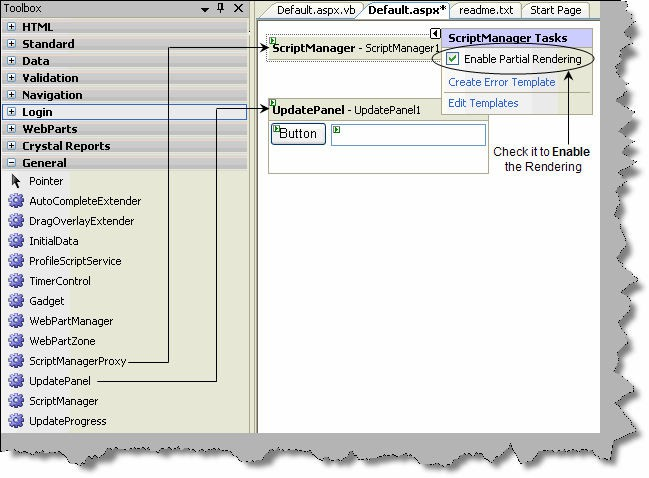 Toolbox
HTML
Standard
Data
Validation
Navigation
Login
WebParts
Crystal Reports
General
Pointer
AutoCompleteExtender
DragOverlayExtender
InitialData
ProfileScriptService
TimerControl
Gadget
WebPartManager
WebPartZone
ScriptManagerProxy
UpdatePanel
ScriptManager
UpdateProgress
Default.aspx.vb Default.aspx* readme.txt Start Page
ScriptManager - ScriptManager1
ScriptManager Tasks
Enable Partial Rendering
Create Error Template
Edit Templates
UpdatePanel - UpdatePanel1
Button
Check it to Enable
the Rendering